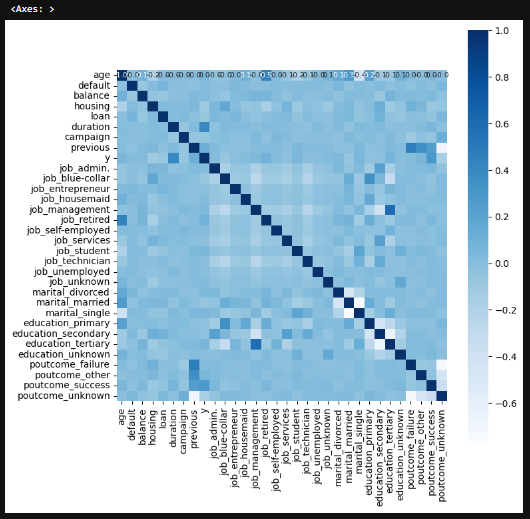 <Axes: >
1.0
0.8
0.6
0.4
0.2
0.0
−0.2
−0.4
−0.6
age
default
balance
housing
loan
duration
campaign
previous
y
job_admin.
job_blue-collar
job_entrepreneur
job_housemaid
job_management
job_retired
job_self-employed
job_services
job_student
job_technician
job_unemployed
job_unknown
marital_divorced
marital_married
marital_single
education_primary
education_secondary
education_tertiary
education_unknown
poutcome_failure
poutcome_other
poutcome_success
poutcome_unknown
age
default
balance
housing
loan
duration
campaign
previous
y
job_admin.
job_blue-collar
job_entrepreneur
job_housemaid
job_management
job_retired
job_self-employed
job_services
job_student
job_technician
job_unemployed
job_unknown
marital_divorced
marital_married
marital_single
education_primary
education_secondary
education_tertiary
education_unknown
poutcome_failure
poutcome_other
poutcome_success
poutcome_unknown